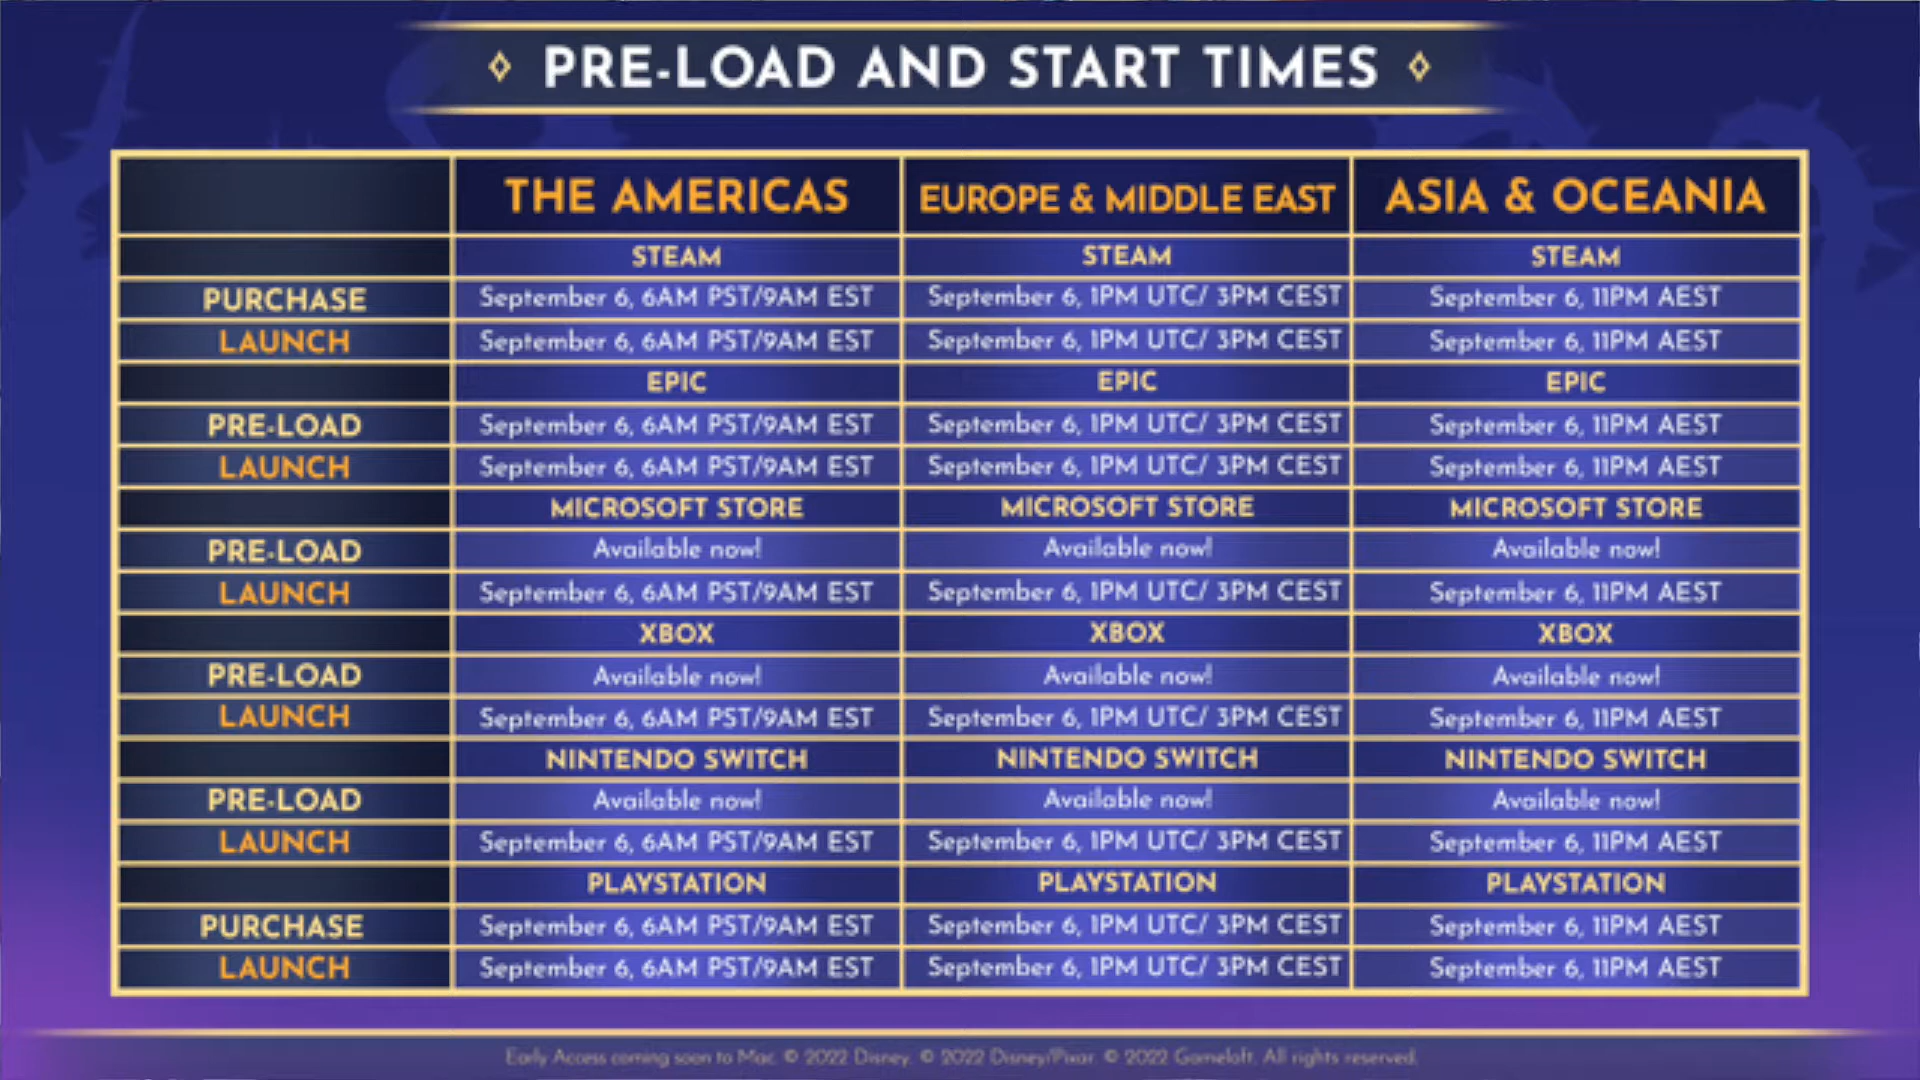 PRE-LOAD AND START TIMES
THE AMERICAS EUROPE & MIDDLE EAST ASIA & OCEANIA
STEAM STEAM STEAM
PURCHASE September 6, 6AM PST/9AM EST September 6, 1PM UTC/ 3PM CEST September 6, 11PM AEST
LAUNCH September 6, 6AM PST/9AM EST September 6, 1PM UTC/ 3PM CEST September 6, 11PM AEST
EPIC EPIC EPIC
PRE-LOAD September 6, 6AM PST/9AM EST September 6, 1PM UTC/ 3PM CEST September 6, 11PM AEST
LAUNCH September 6, 6AM PST/9AM EST September 6, 1PM UTC/ 3PM CEST September 6, 11PM AEST
MICROSOFT STORE MICROSOFT STORE MICROSOFT STORE
PRE-LOAD Available now! Available now! Available now!
LAUNCH September 6, 6AM PST/9AM EST September 6, 1PM UTC/ 3PM CEST September 6, 11PM AEST
XBOX XBOX XBOX
PRE-LOAD Available now! Available now! Available now!
LAUNCH September 6, 6AM PST/9AM EST September 6, 1PM UTC/ 3PM CEST September 6, 11PM AEST
NINTENDO SWITCH NINTENDO SWITCH NINTENDO SWITCH
PRE-LOAD Available now! Available now! Available now!
LAUNCH September 6, 6AM PST/9AM EST September 6, 1PM UTC/ 3PM CEST September 6, 11PM AEST
PLAYSTATION PLAYSTATION PLAYSTATION
PURCHASE September 6, 6AM PST/9AM EST September 6, 1PM UTC/ 3PM CEST September 6, 11PM AEST
LAUNCH September 6, 6AM PST/9AM EST September 6, 1PM UTC/ 3PM CEST September 6, 11PM AEST
Early Access coming soon to Mac. © 2022 Disney. © 2022 Disney/Pixar. © 2022 Gameloft. All rights reserved.